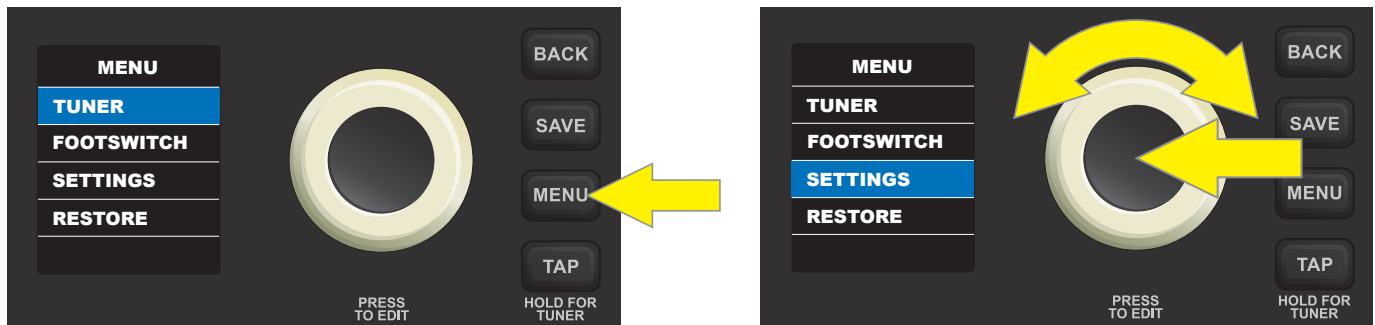 MENU
TUNER
FOOTSWITCH
SETTINGS
RESTORE
BACK
SAVE
MENU
TAP
PRESS
TO EDIT
HOLD FOR
TUNER
MENU
TUNER
FOOTSWITCH
SETTINGS
RESTORE
BACK
SAVE
MENU
TAP
PRESS
TO EDIT
HOLD FOR
TUNER